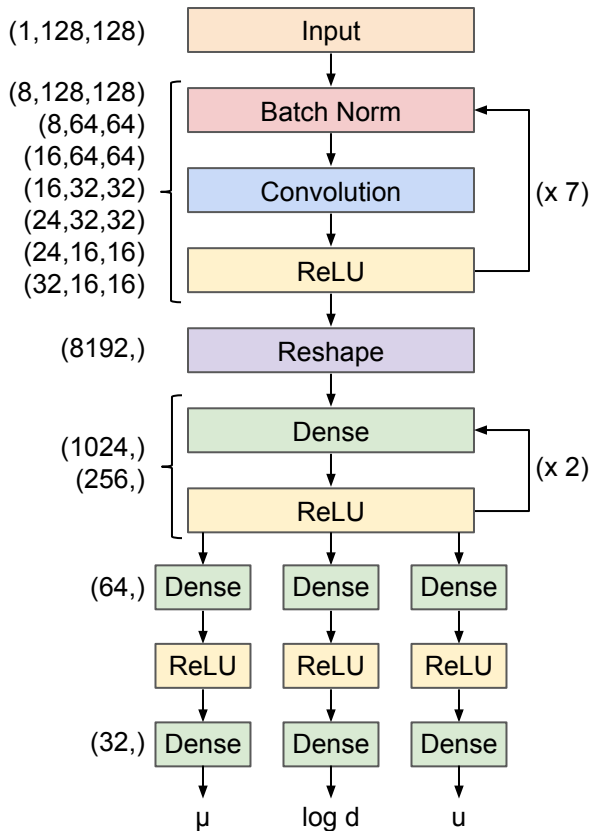 (1,128,128) Input
(8,128,128)
(8,64,64)
(16,64,64)
(16,32,32)
(24,32,32)
(24,16,16)
(32,16,16)
Batch Norm
Convolution
ReLU
(x 7)
(8192,) Reshape
(1024,)
(256,)
Dense
ReLU
(x 2)
(64,) Dense Dense Dense
ReLU ReLU ReLU
(32,) Dense Dense Dense
μ log d u